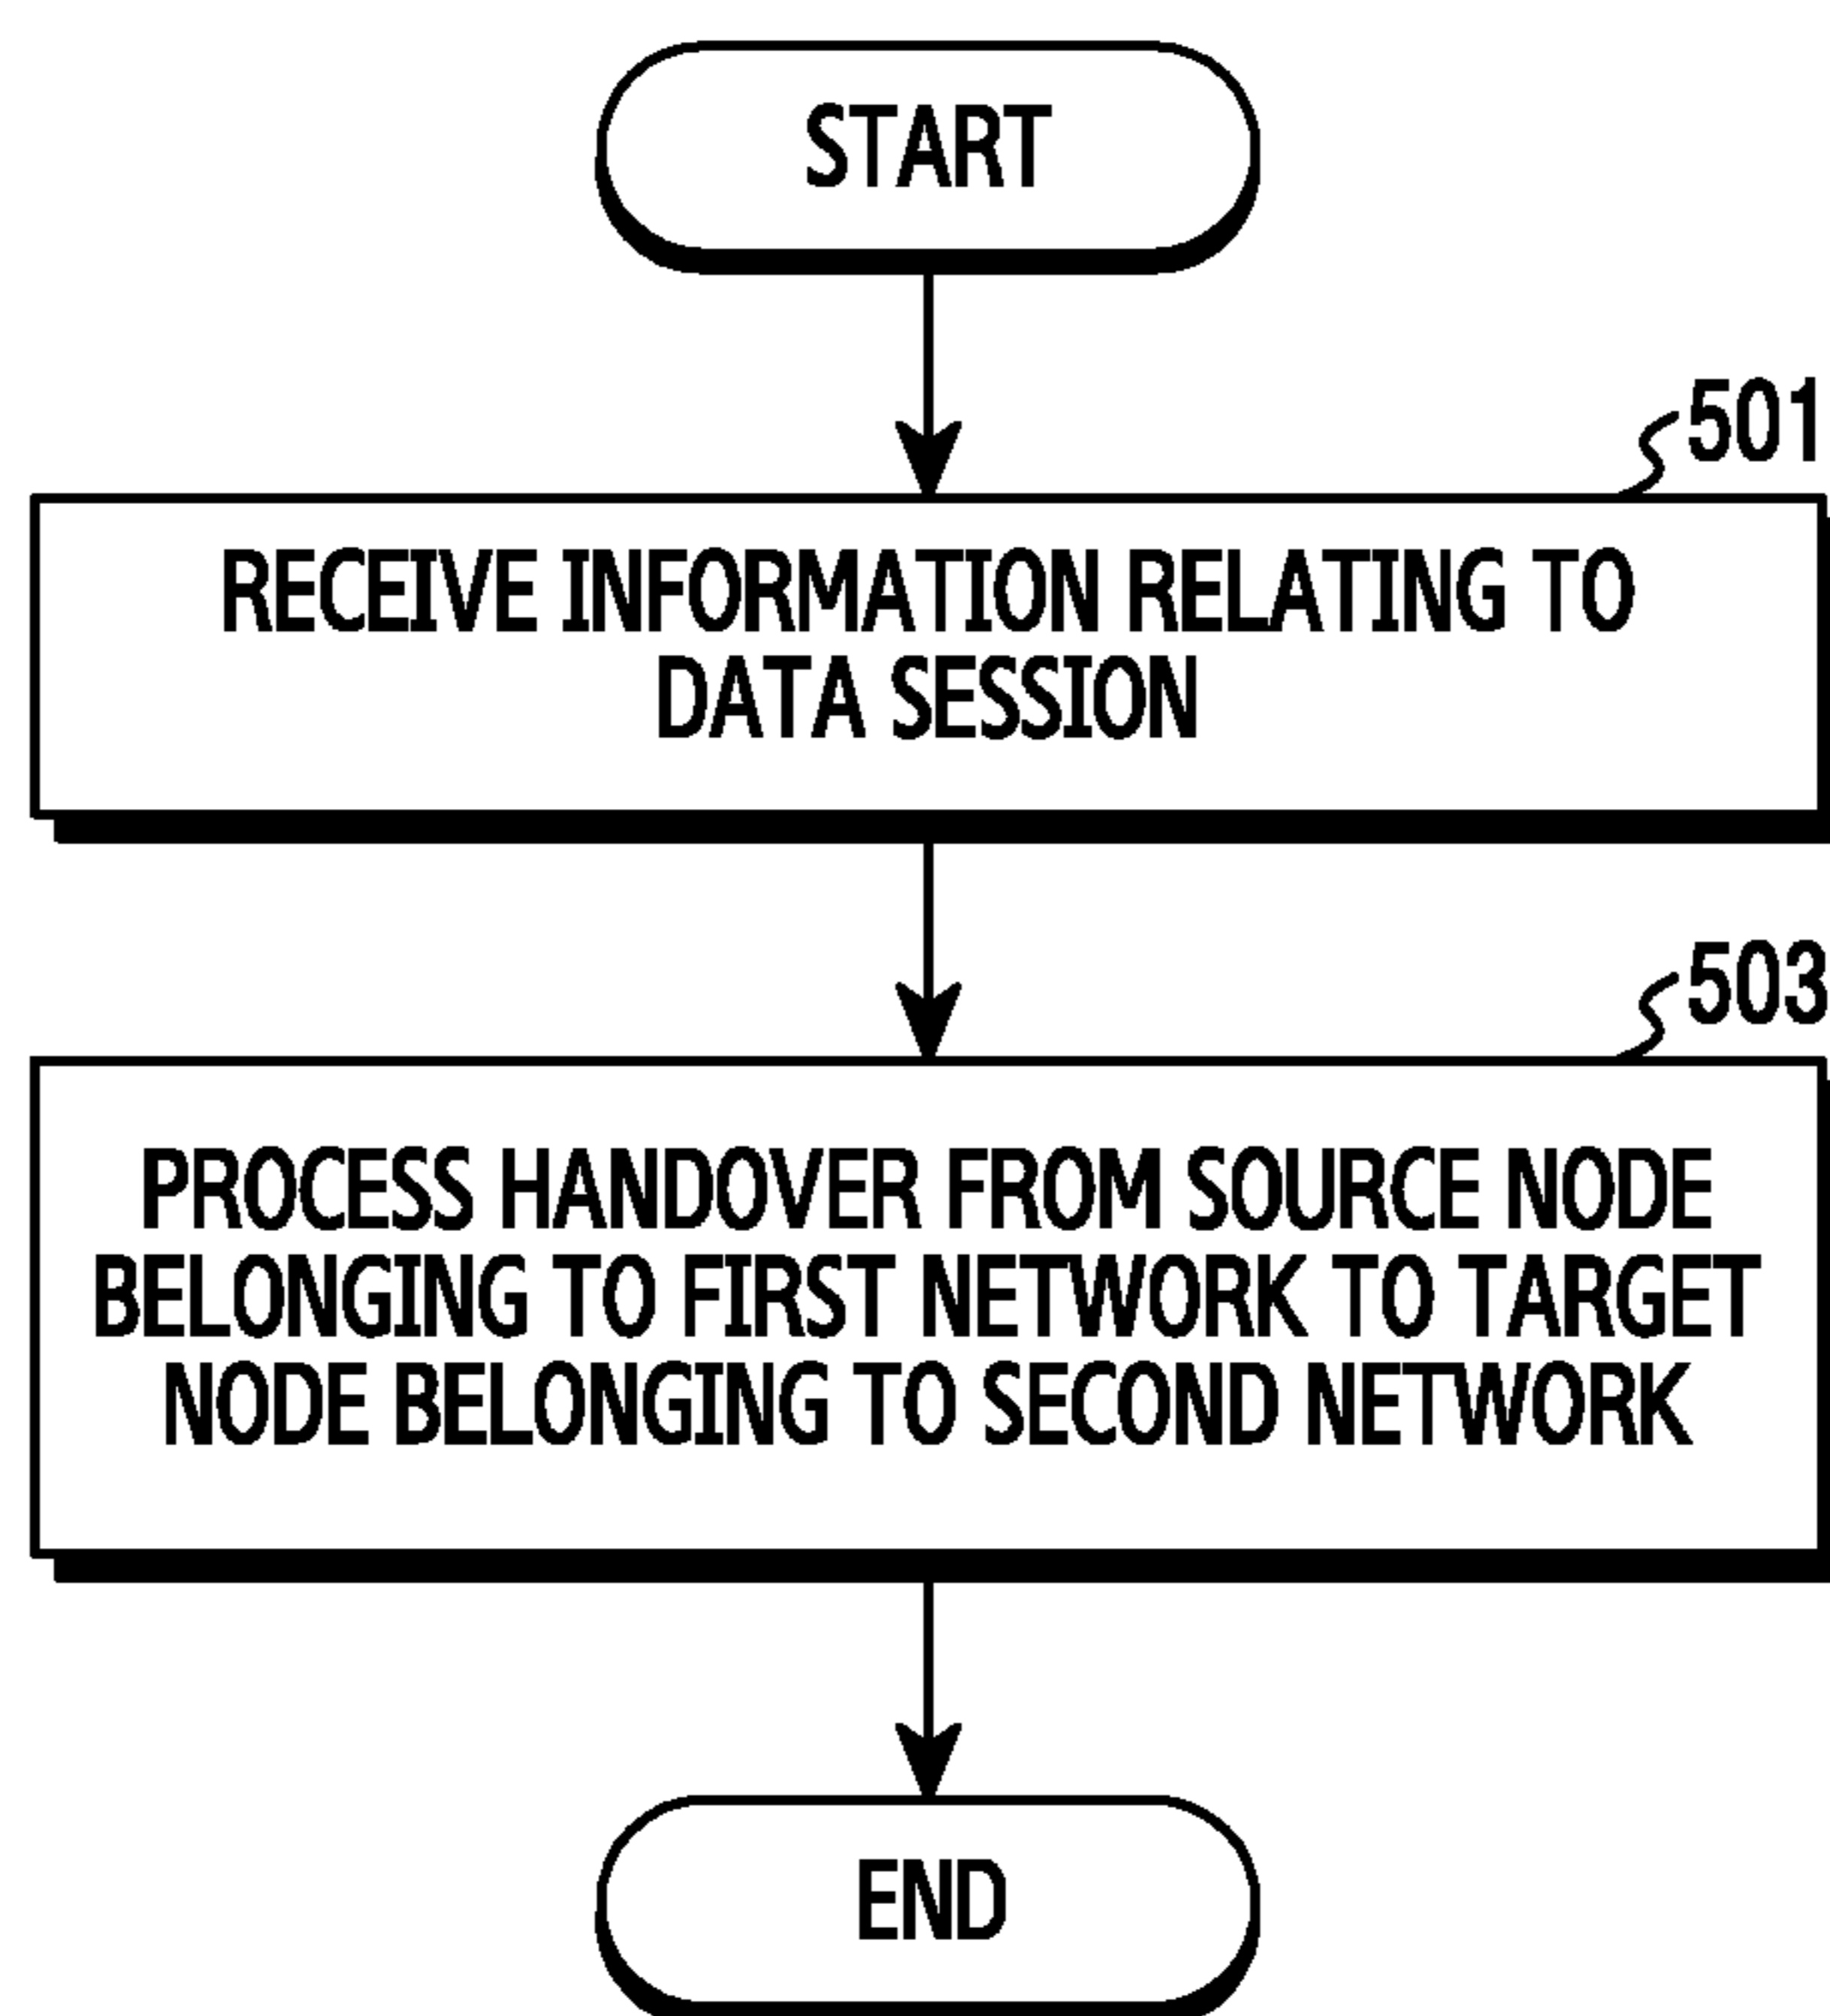 START
501
RECEIVE INFORMATION RELATING TO
DATA SESSION
503
PROCESS HANDOVER FROM SOURCE NODE
BELONGING TO FIRST NETWORK TO TARGET
NODE BELONGING TO SECOND NETWORK
END